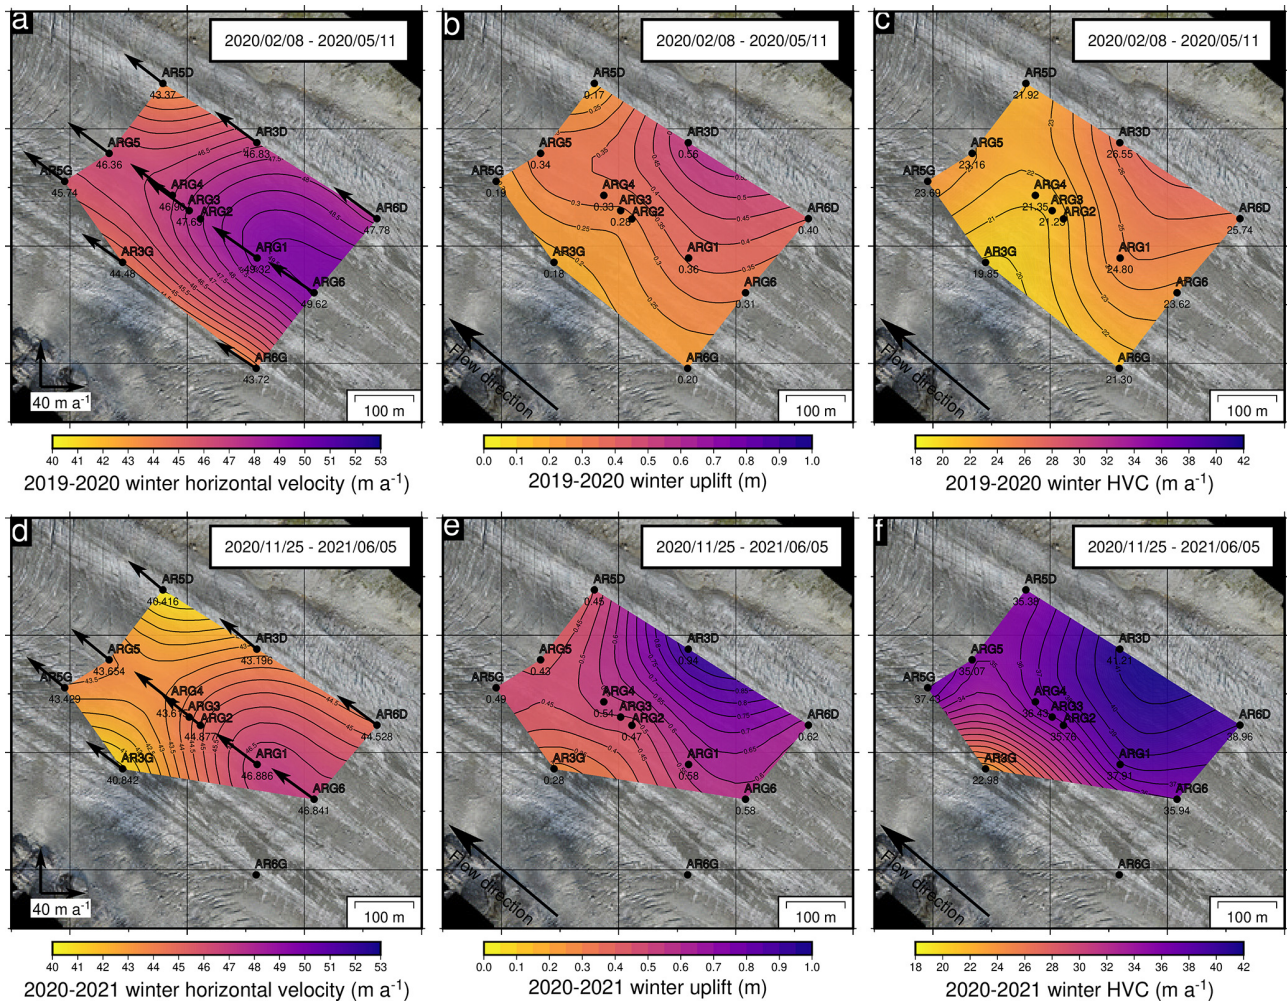 a
2020/02/08 - 2020/05/11
AR5D
43.37
AR3D
46.83
ARG5
46.36
AR5G
45.74
ARG4
ARG3
ARG2
47.63
AR6D
47.78
AR3G
44.48
ARG1
49.32
ARG6
49.62
AR6G
43.72
40 m a-1
100 m
40 41 42 43 44 45 46 47 48 49 50 51 52 53
2019-2020 winter horizontal velocity (m a-1)
b
2020/02/08 - 2020/05/11
AR5D
0.17
AR3D
0.56
ARG5
0.34
AR5G
0.19
ARG4
0.33
ARG3
0.28
ARG2
AR6D
0.40
AR3G
0.18
ARG1
0.36
ARG6
0.31
AR6G
0.20
Flow direction
100 m
0.0 0.1 0.2 0.3 0.4 0.5 0.6 0.7 0.8 0.9 1.0
2019-2020 winter uplift (m)
c
2020/02/08 - 2020/05/11
AR5D
21.92
AR3D
26.55
ARG5
23.16
AR5G
23.69
ARG4
21.35
ARG3
21.23
ARG2
AR6D
25.74
AR3G
19.85
ARG1
24.80
ARG6
23.62
AR6G
21.30
Flow direction
100 m
18 20 22 24 26 28 30 32 34 36 38 40 42
2019-2020 winter HVC (m a-1)
d
2020/11/25 - 2021/06/05
AR5D
40.416
AR3D
43.196
ARG5
43.654
AR5G
43.429
ARG4
ARG3
ARG2
44.877
AR6D
44.528
AR3G
40.842
ARG1
46.886
ARG6
46.841
AR6G
40 m a-1
100 m
40 41 42 43 44 45 46 47 48 49 50 51 52 53
2020-2021 winter horizontal velocity (m a-1)
e
2020/11/25 - 2021/06/05
AR5D
0.45
AR3D
0.94
ARG5
0.43
AR5G
0.49
ARG4
0.54
ARG3
ARG2
0.47
AR6D
0.62
AR3G
0.28
ARG1
0.58
ARG6
0.58
AR6G
Flow direction
100 m
0.0 0.1 0.2 0.3 0.4 0.5 0.6 0.7 0.8 0.9 1.0
2020-2021 winter uplift (m)
f
2020/11/25 - 2021/06/05
AR5D
35.38
AR3D
41.21
ARG5
35.07
AR5G
ARG4
36.43
ARG3
ARG2
35.76
AR6D
38.96
AR3G
22.98
ARG1
37.91
ARG6
35.94
AR6G
Flow direction
100 m
18 20 22 24 26 28 30 32 34 36 38 40 42
2020-2021 winter HVC (m a-1)